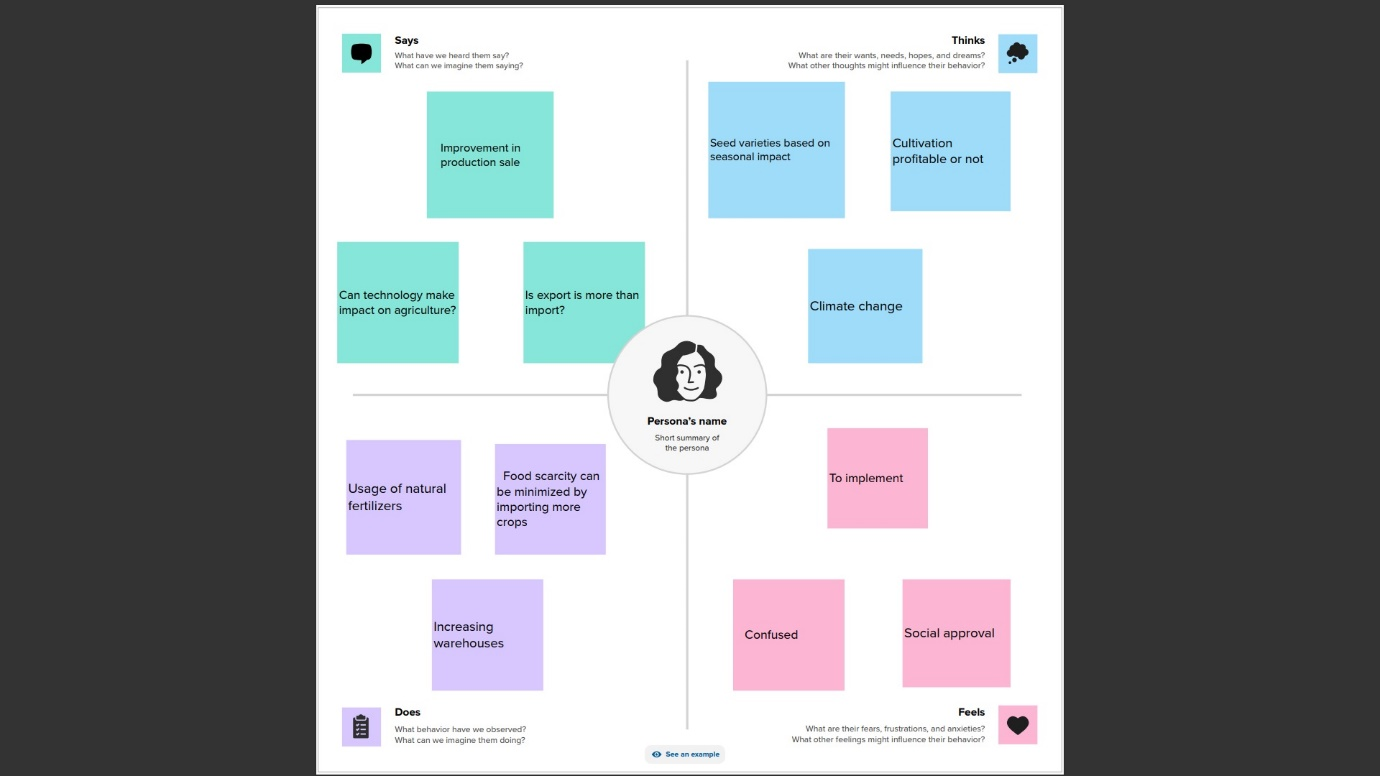 Says
What have we heard them say?
What can we imagine them saying?
Thinks
What are their wants, needs, hopes, and dreams?
What other thoughts might influence their behavior?
Improvement in
production sale
Seed varieties based on
seasonal impact
Cultivation
profitable or not
Can technology make
impact on agriculture?
Is export is more than
import?
Climate change
Persona's name
Short summary of
the persona
Usage of natural
fertilizers
Food scarcity can
be minimized by
importing more
crops
To implement
Increasing
warehouses
Confused
Social approval
Does
What behavior have we observed?
What can we imagine them doing?
Feels
What are their fears, frustrations, and anxieties?
What other feelings might influence their behavior?
See an example